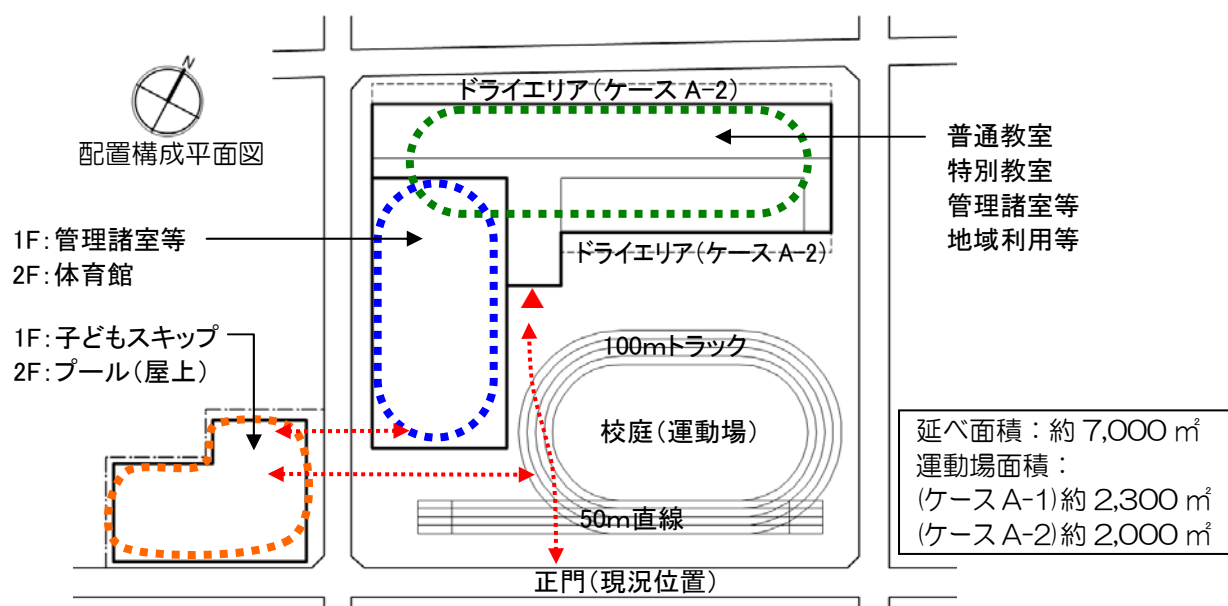 N
配置構成平面図
ドライエリア(ケース A-2)
普通教室
特別教室
管理諸室等
地域利用等
1F:管理諸室等
2F:体育館
ドライエリア(ケース A-2)
1F:子どもスキップ
2F:プール(屋上)
100mトラック
校庭(運動場)
50m直線
正門(現況位置)
延べ面積:約 7,000 ㎡
運動場面積:
(ケース A-1)約 2,300 ㎡
(ケース A-2)約 2,000 ㎡